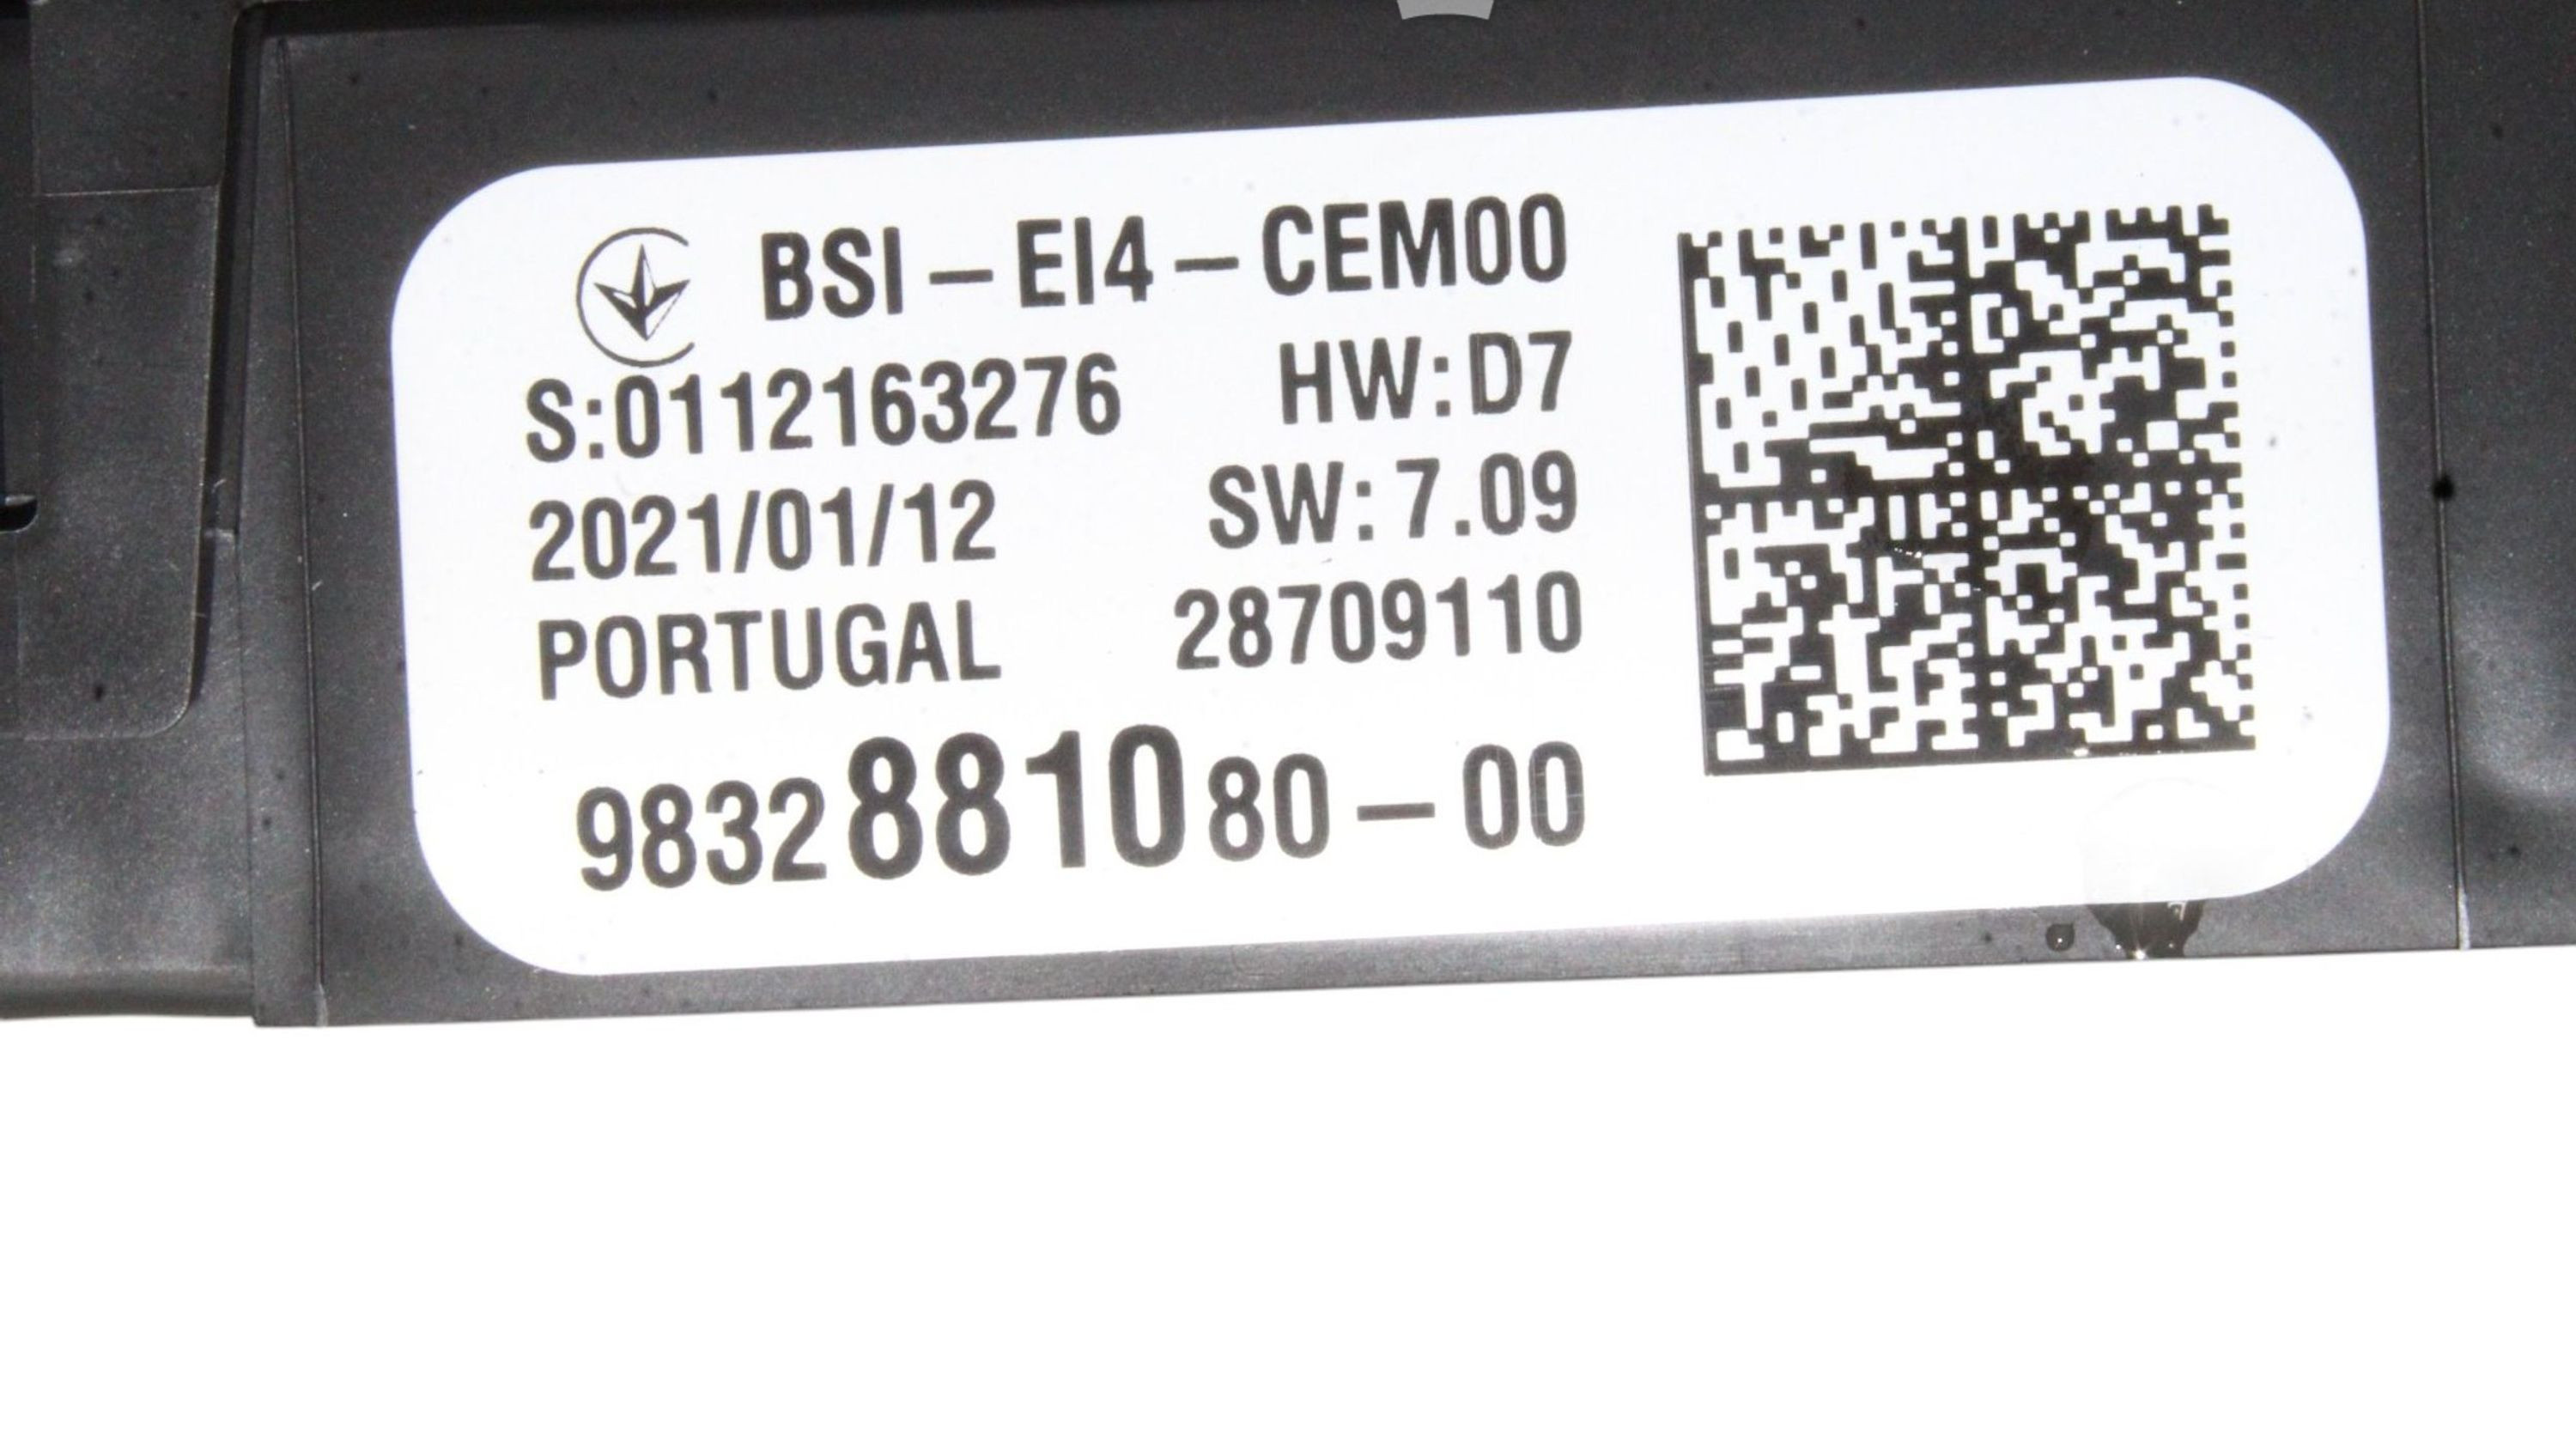 BSI – EI4 – CEM00
S:0112163276 HW:D7
2021/01/12 SW:7.09
PORTUGAL 28709110
9832881080–00